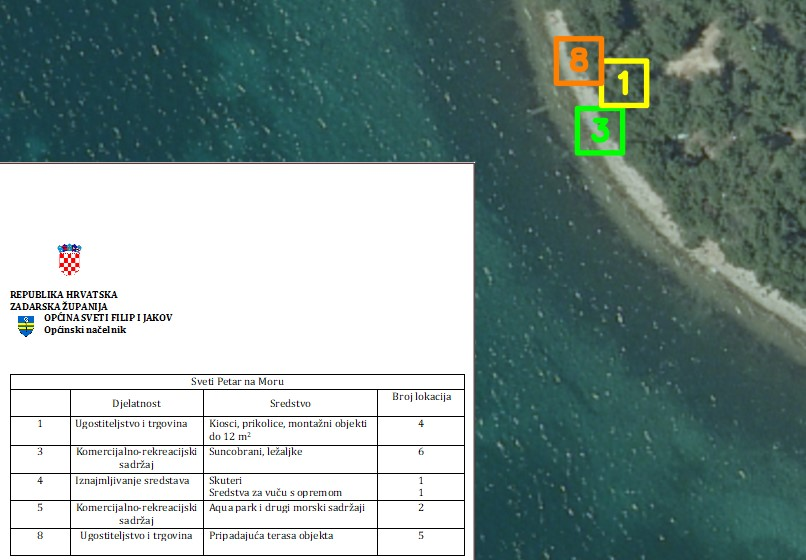 8
1
3
REPUBLIKA HRVATSKA
ZADARSKA ŽUPANIJA
OPĆINA SVETI FILIP I JAKOV
Općinski načelnik
Sveti Petar na Moru
Djelatnost Sredstvo Broj lokacija
1 Ugostiteljstvo i trgovina Kiosci, prikolice, montažni objekti 4
do 12 m²
3 Komercijalno-rekreacijski Suncobrani, ležaljke 6
sadržaj
4 Iznajmljivanje sredstava Skuteri 1
Sredstva za vuču s opremom 1
5 Komercijalno-rekreacijski Aqua park i drugi morski sadržaji 2
sadržaj
8 Ugostiteljstvo i trgovina Pripadajuća terasa objekta 5